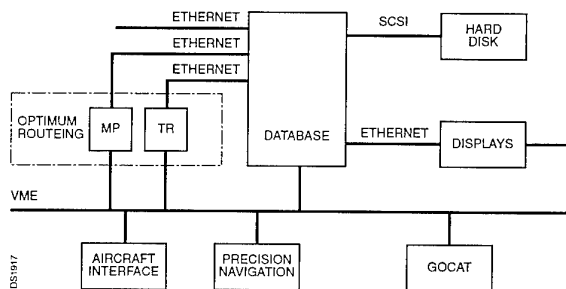 ETHERNET
ETHERNET
ETHERNET
SCSI
HARD
DISK
OPTIMUM
ROUTEING
MP
TR
DATABASE
ETHERNET
DISPLAYS
VME
AIRCRAFT
INTERFACE
PRECISION
NAVIGATION
GOCAT
DS1917